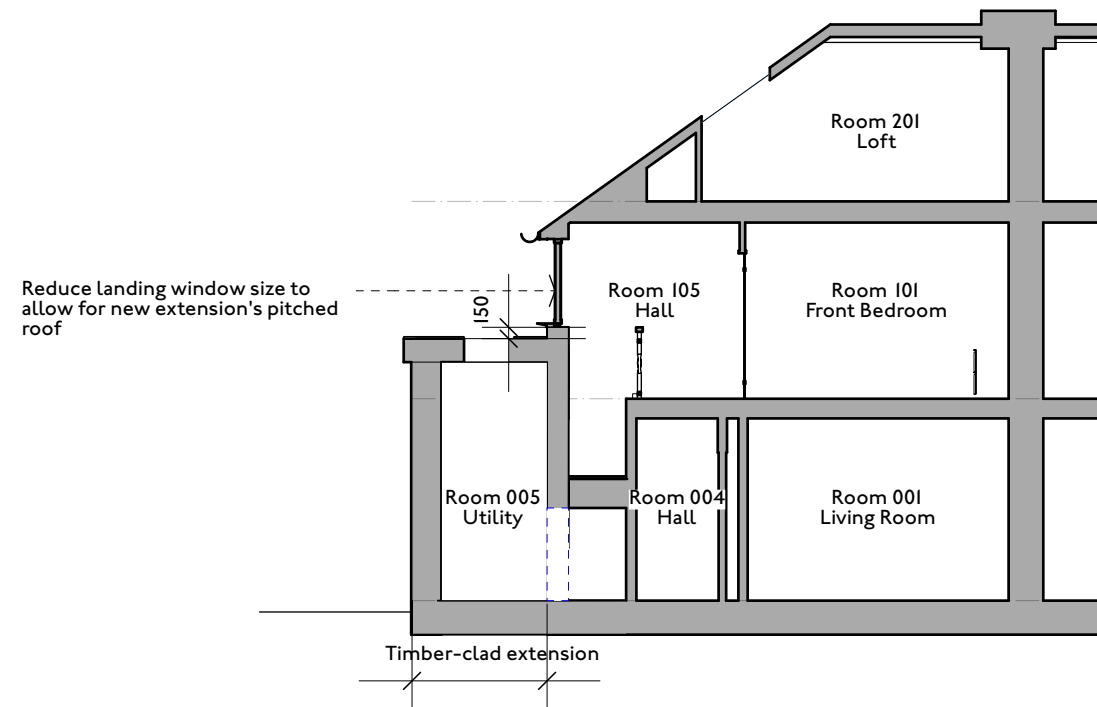 Room 201
Loft
Reduce landing window size to
allow for new extension's pitched
roof
150
Room 105
Hall
Room 101
Front Bedroom
Room 005
Utility
Room 004
Hall
Room 001
Living Room
Timber-clad extension